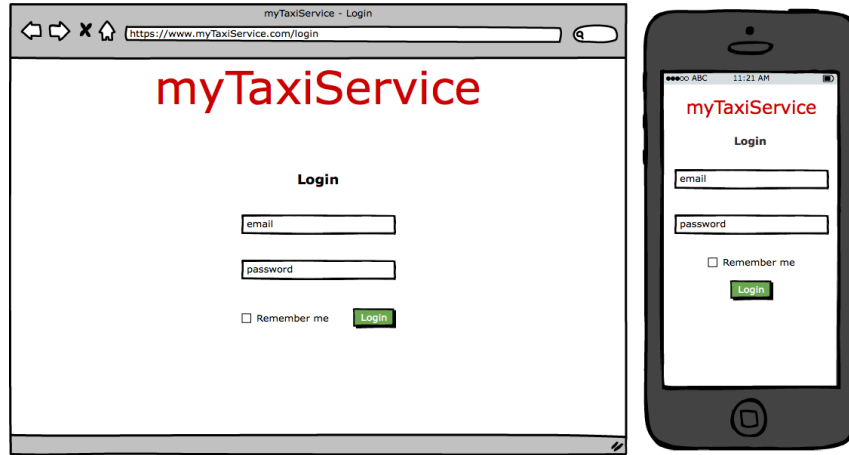 myTaxiService - Login
https://www.myTaxiService.com/login
myTaxiService
Login
email
password
Remember me
Login
ABC 11:21 AM
myTaxiService
Login
email
password
Remember me
Login